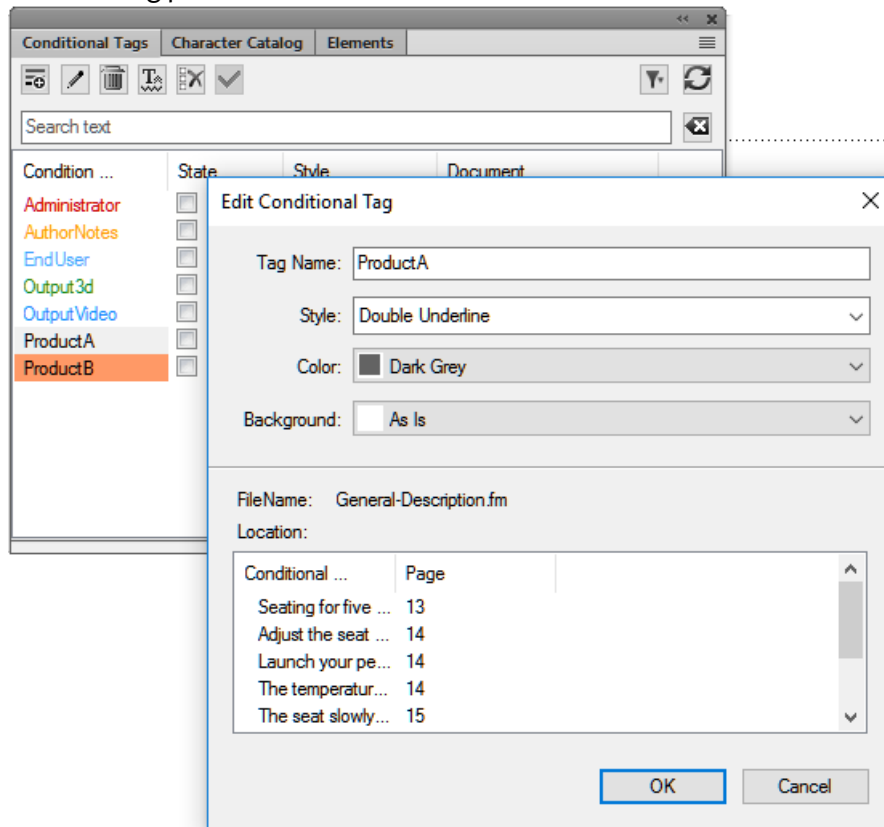 Conditional Tags Character Catalog Elements
Search text
Condition ... State Style Document
Administrator
AuthorNotes
EndUser
Output3d
OutputVideo
ProductA
ProductB
Edit Conditional Tag
Tag Name: ProductA
Style: Double Underline
Color: Dark Grey
Background: As Is
FileName: General-Description.fm
Location:
Conditional ... Page
Seating for five ... 13
Adjust the seat ... 14
Launch your pe... 14
The temperatur... 14
The seat slowly... 15
OK Cancel